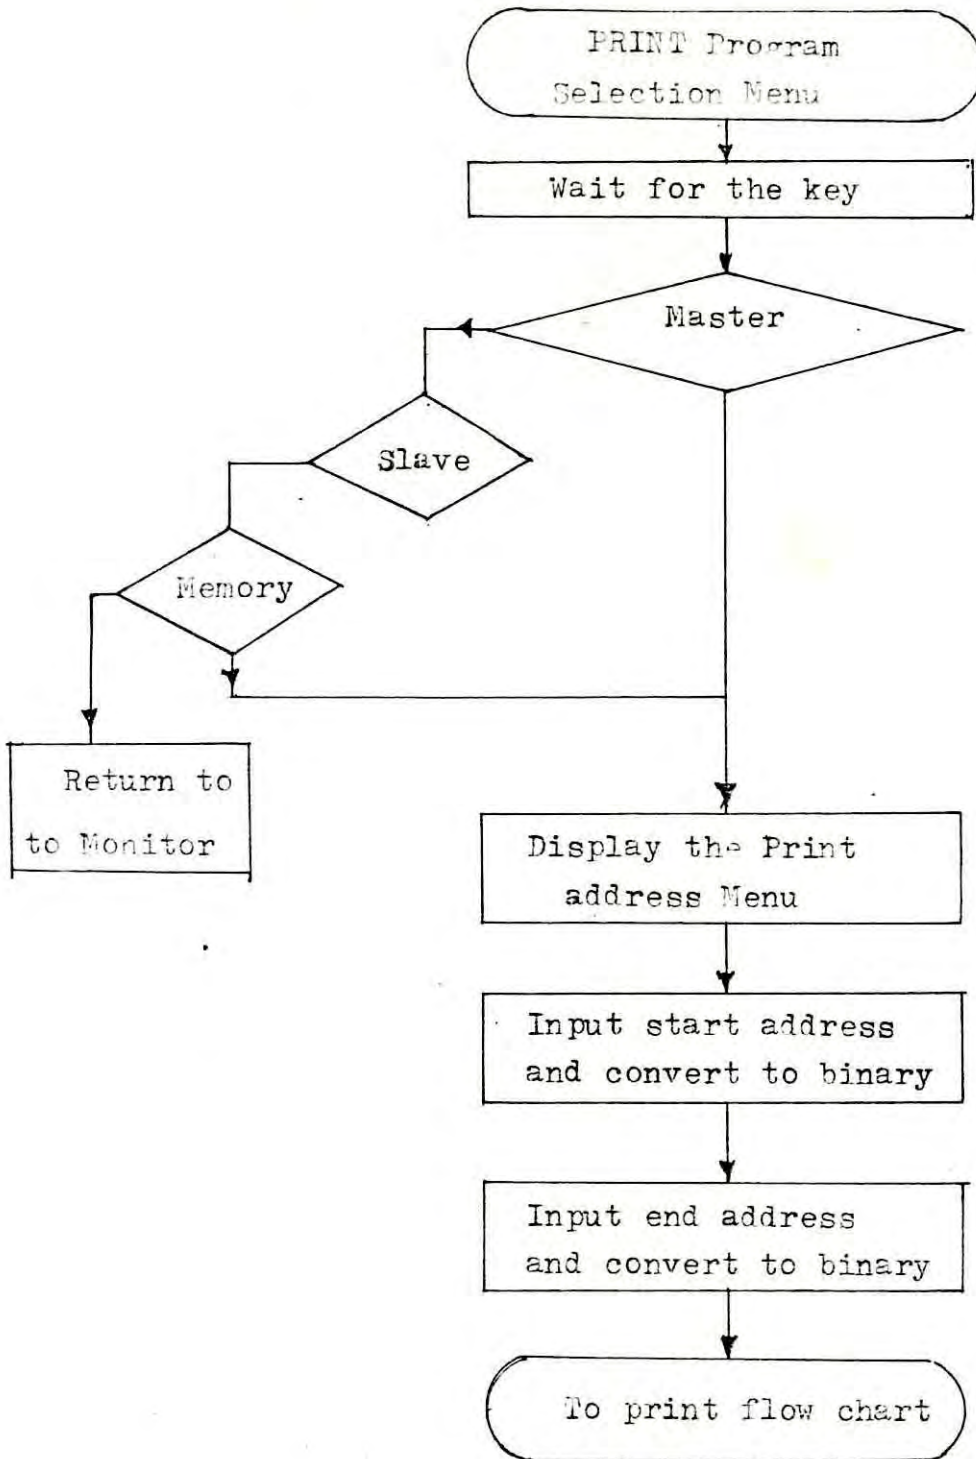 PRINT Program
Selection Menu
Wait for the key
Master
Slave
Memory
Return to
to Monitor
Display the Print
address Menu
Input start address
and convert to binary
Input end address
and convert to binary
To print flow chart